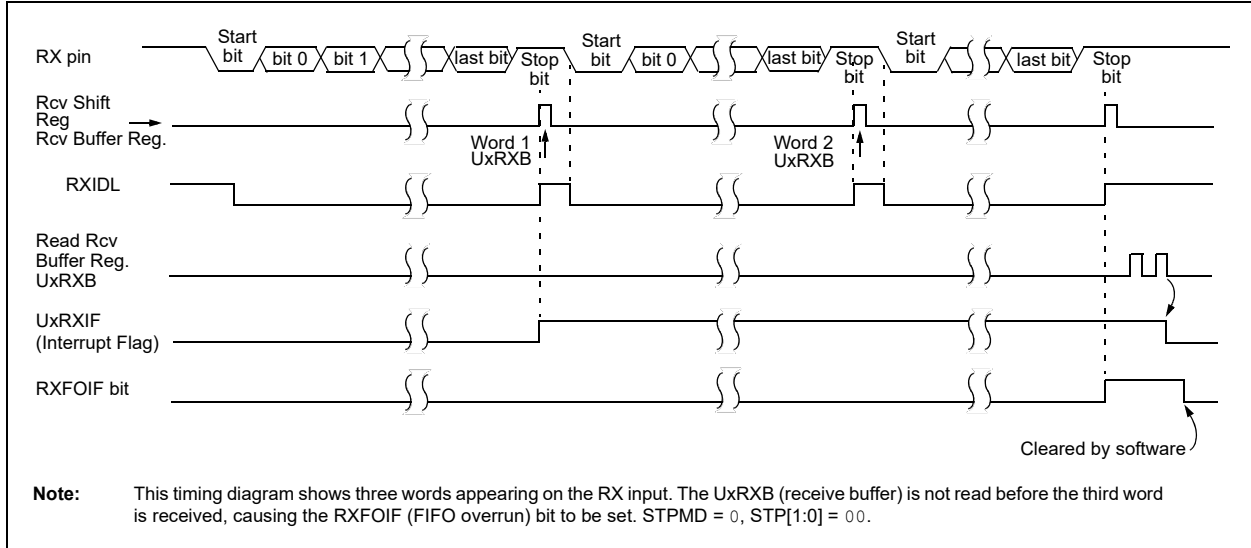 RX pin
Start
bit
bit 0
bit 1
last bit
Stop
bit
Start
bit
bit 0
last bit
Stop
bit
Start
bit
last bit
Stop
bit
Rcv Shift
Reg
Rcv Buffer Reg.
Word 1
UxRXB
Word 2
UxRXB
RXIDL
Read Rcv
Buffer Reg.
UxRXB
UxRXIF
(Interrupt Flag)
RXFOIF bit
Cleared by software
Note: This timing diagram shows three words appearing on the RX input. The UxRXB (receive buffer) is not read before the third word
is received, causing the RXFOIF (FIFO overrun) bit to be set. STPMD = 0, STP[1:0] = 00.